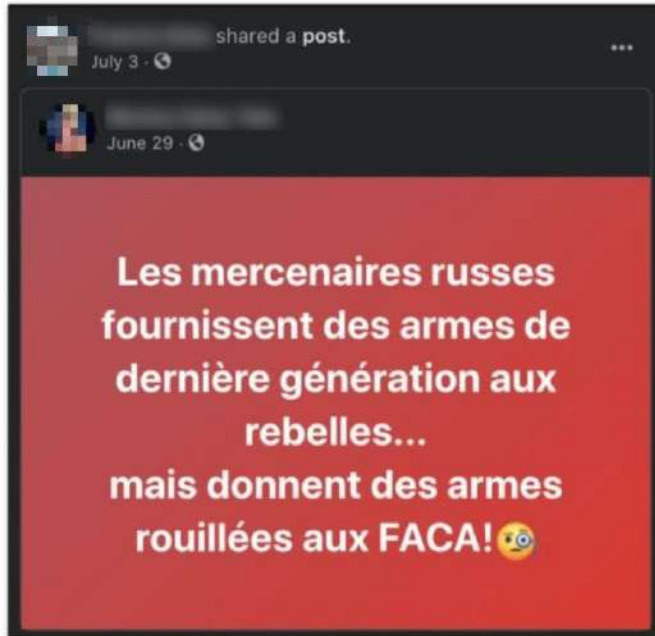 shared a post.
July 3 ·
June 29 ·
Les mercenaires russes
fournissent des armes de
dernière génération aux
rebelles...
mais donnent des armes
rouillées aux FACA!🧐